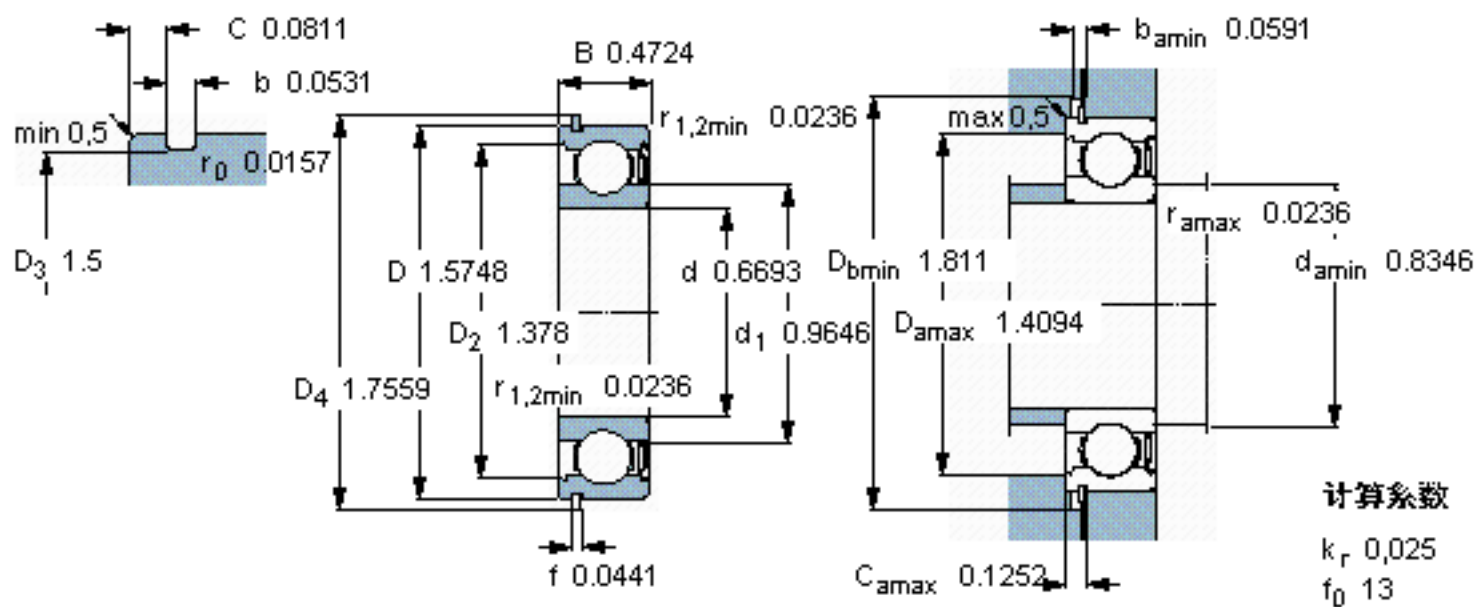 C 0.0811
b 0.0531
min 0,5
r0 0.0157
D3 1.5
B 0.4724
r1,2min 0.0236
D 1.5748
d 0.6693
D2 1.378
d1 0.9646
D4 1.7559
r1,2min 0.0236
f 0.0441
bamin 0.0591
max 0,5
ramax 0.0236
Dbmin 1.811
damin 0.8346
Damax 1.4094
Camax 0.1252
计算系数
kr 0,025
f0 13